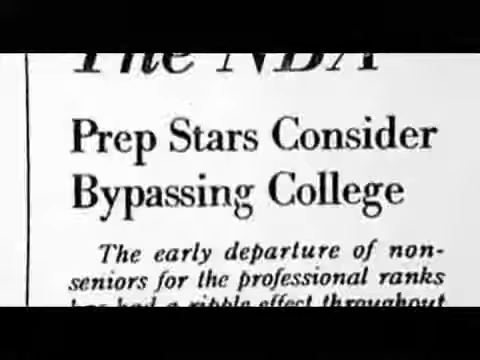 The NBA
Prep Stars Consider
Bypassing College
The early departure of non-
seniors for the professional ranks
has had a ripple effect throughout